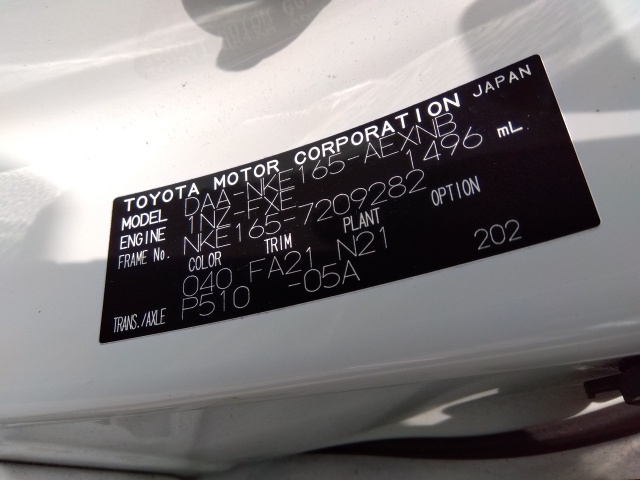 TOYOTA MOTOR CORPORATION JAPAN
MODEL DAA-NKE165-AEXNB
ENGINE 1NZ-FXE 1496 mL
FRAME No. NKE165-7209282
COLOR TRIM PLANT OPTION
040 FA21 N21 202
TRANS./AXLE P510 -05A